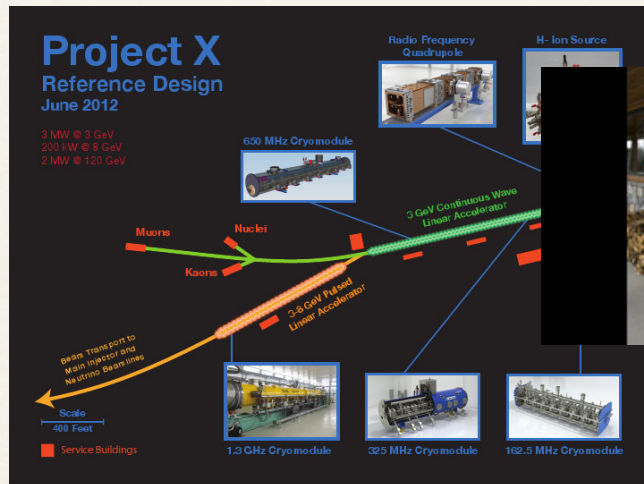 Project X
Reference Design
June 2012
3 MW @ 3 GeV
200 kW @ 8 GeV
2 MW @ 120 GeV
Radio Frequency
Quadrupole
H- Ion Source
650 MHz Cryomodule
3 GeV Continuous Wave
Linear Accelerator
Muons
Nuclei
Kaons
3-8 GeV Pulsed
Linear Accelerator
Beam Transport to
Main Injector and
Neutrino Beamlines
Scale
400 Feet
Service Buildings
1.3 GHz Cryomodule
325 MHz Cryomodule
162.5 MHz Cryomodule